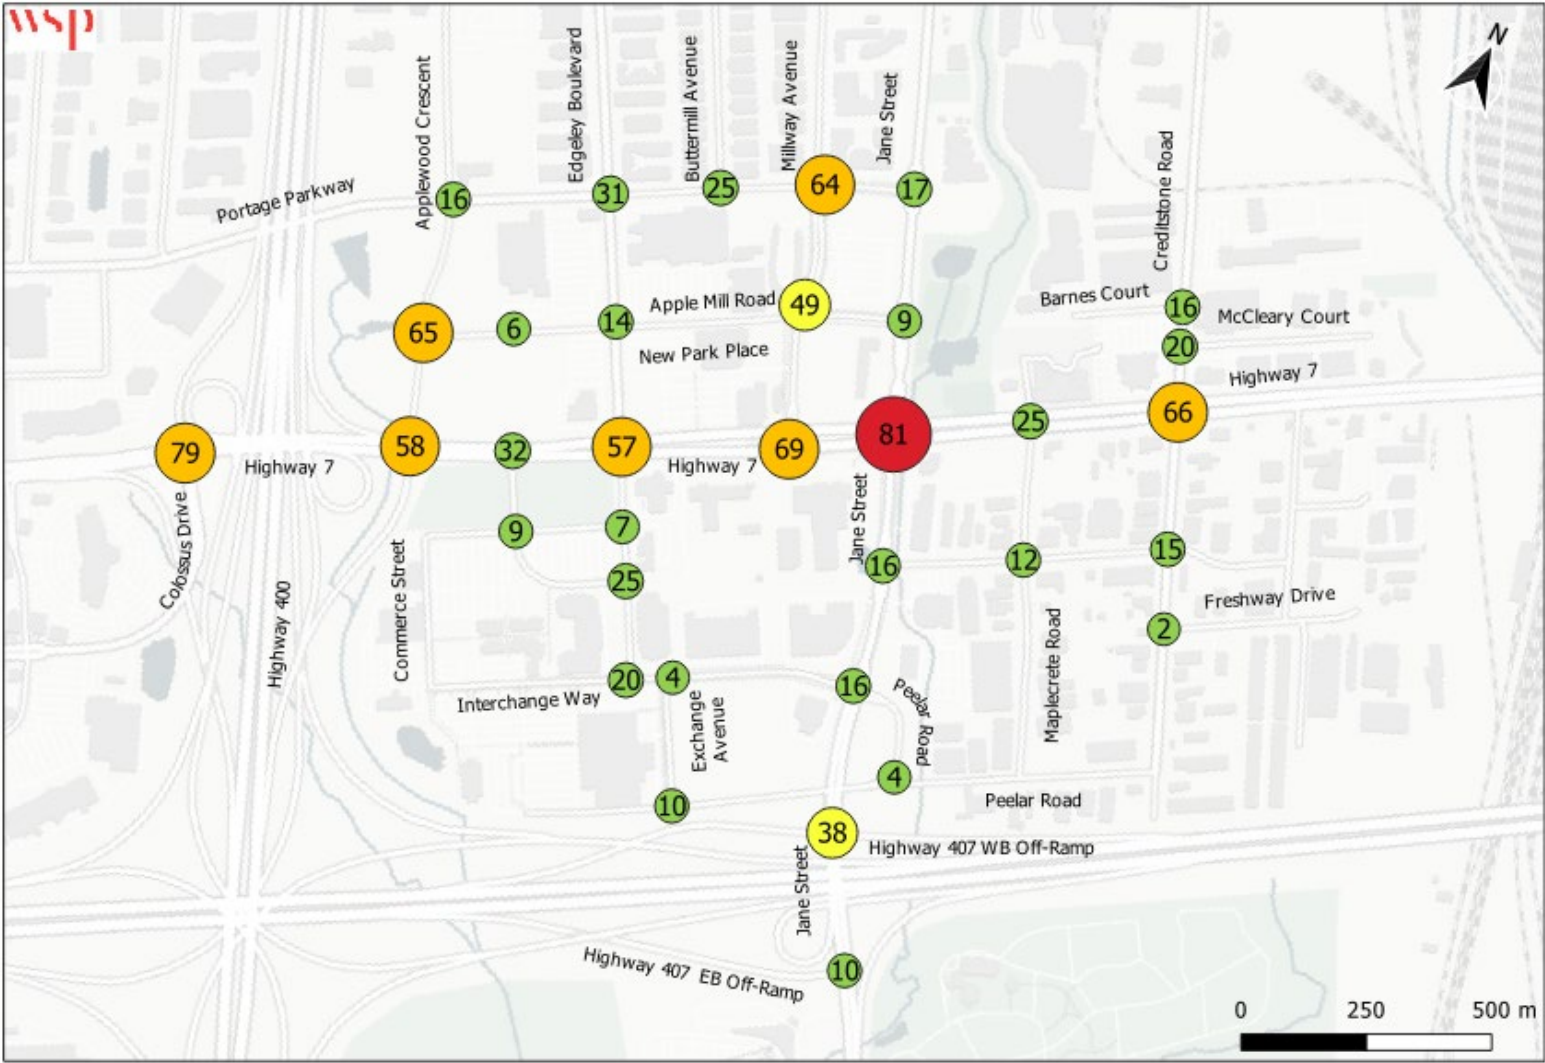 wsp
N
Applewood Crescent
Edgeley Boulevard
Buttermill Avenue
Millway Avenue
Jane Street
Creditstone Road
Portage Parkway
16
31
25
64
17
65
6
14
Apple Mill Road
49
9
New Park Place
Barnes Court
16
McCleary Court
20
Highway 7
79
Highway 7
58
32
57
Highway 7
69
81
25
66
Colossus Drive
Highway 400
Commerce Street
9
7
25
Jane Street
16
12
15
Freshway Drive
2
Maplecrete Road
Interchange Way
20
4
Exchange
Avenue
16
Peelar Road
4
10
Peelar Road
38
Highway 407 WB Off-Ramp
Jane Street
Highway 407 EB Off-Ramp
10
0 250 500 m